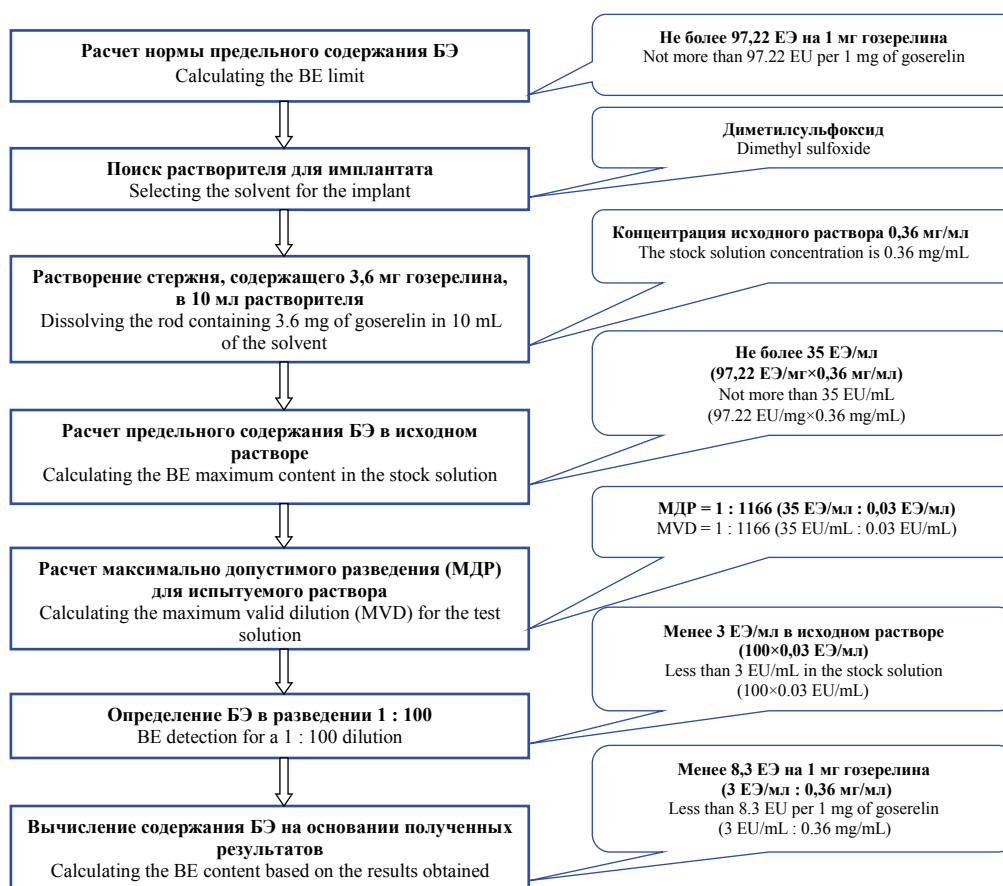 Расчет нормы предельного содержания БЭ
Calculating the BE limit
Не более 97,22 ЕЭ на 1 мг гозерелина
Not more than 97.22 EU per 1 mg of goserelin
Поиск растворителя для имплантата
Selecting the solvent for the implant
Диметилсульфоксид
Dimethyl sulfoxide
Растворение стержня, содержащего 3,6 мг гозерелина,
в 10 мл растворителя
Dissolving the rod containing 3.6 mg of goserelin in 10 mL
of the solvent
Концентрация исходного раствора 0,36 мг/мл
The stock solution concentration is 0.36 mg/mL
Расчет предельного содержания БЭ в исходном
растворе
Calculating the BE maximum content in the stock solution
Не более 35 ЕЭ/мл
(97,22 ЕЭ/мг×0,36 мг/мл)
Not more than 35 EU/mL
(97.22 EU/mg×0.36 mg/mL)
Расчет максимально допустимого разведения (МДР)
для испытуемого раствора
Calculating the maximum valid dilution (MVD) for the test
solution
МДР = 1 : 1166 (35 ЕЭ/мл : 0,03 ЕЭ/мл)
MVD = 1 : 1166 (35 EU/mL : 0.03 EU/mL)
Определение БЭ в разведении 1 : 100
BE detection for a 1 : 100 dilution
Менее 3 ЕЭ/мл в исходном растворе
(100×0,03 ЕЭ/мл)
Less than 3 EU/mL in the stock solution
(100×0.03 EU/mL)
Вычисление содержания БЭ на основании полученных
результатов
Calculating the BE content based on the results obtained
Менее 8,3 ЕЭ на 1 мг гозерелина
(3 ЕЭ/мл : 0,36 мг/мл)
Less than 8.3 EU per 1 mg of goserelin
(3 EU/mL : 0.36 mg/mL)